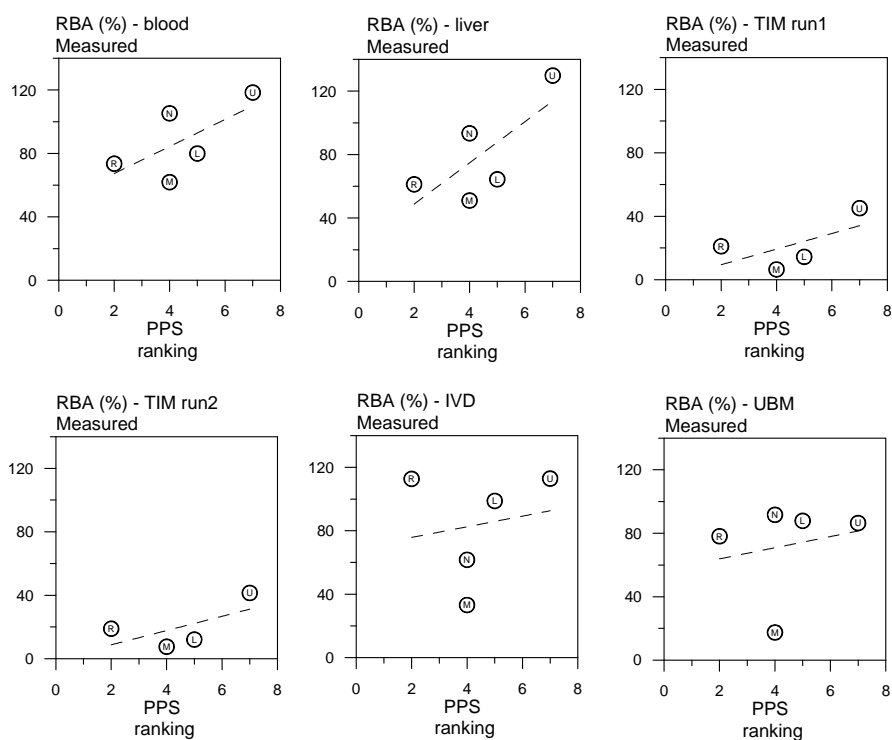 RBA (%) - blood
Measured
120
80
40
0
0 2 4 6 8
PPS
ranking
R
N
M
L
U
RBA (%) - liver
Measured
120
80
40
0
0 2 4 6 8
PPS
ranking
R
N
M
L
U
RBA (%) - TIM run1
Measured
120
80
40
0
0 2 4 6 8
PPS
ranking
R
M
L
U
RBA (%) - TIM run2
Measured
120
80
40
0
0 2 4 6 8
PPS
ranking
R
M
L
U
RBA (%) - IVD
Measured
120
80
40
0
0 2 4 6 8
PPS
ranking
R
N
M
L
U
RBA (%) - UBM
Measured
120
80
40
0
0 2 4 6 8
PPS
ranking
R
N
M
L
U